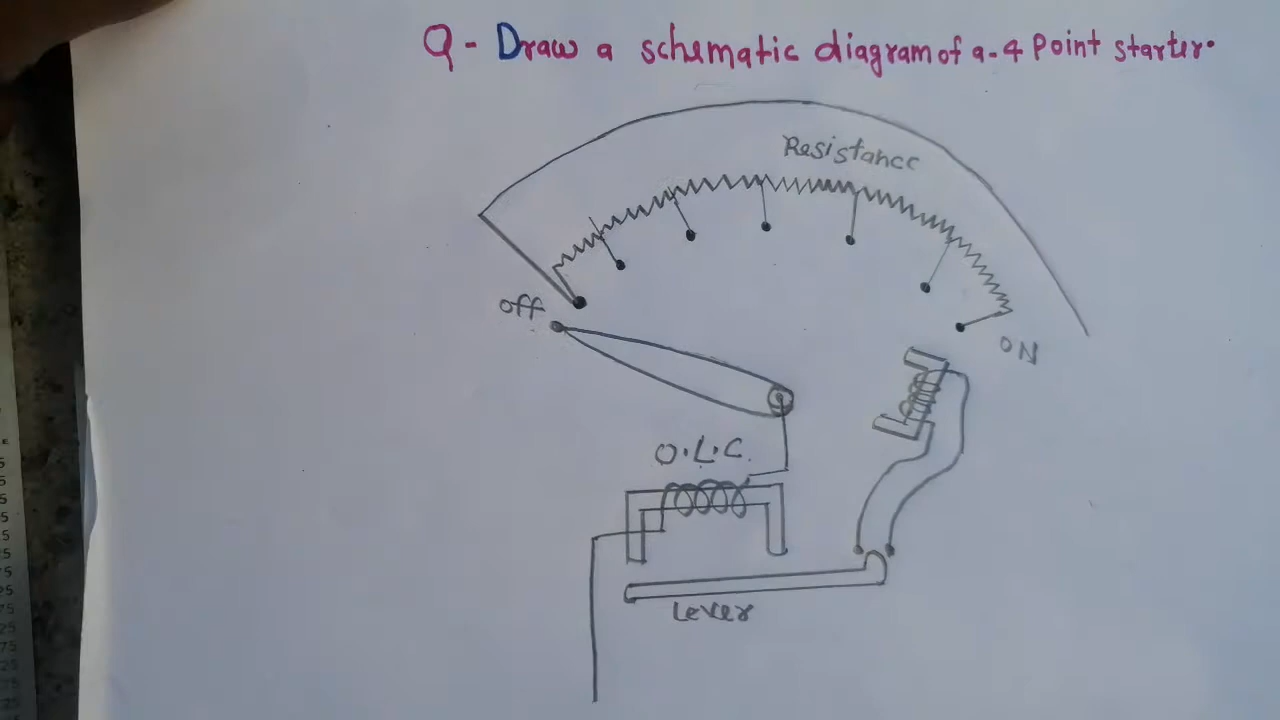 Q - Draw a schematic diagram of a-4 Point starter.
Resistance
off
ON
O.L.C.
Lever